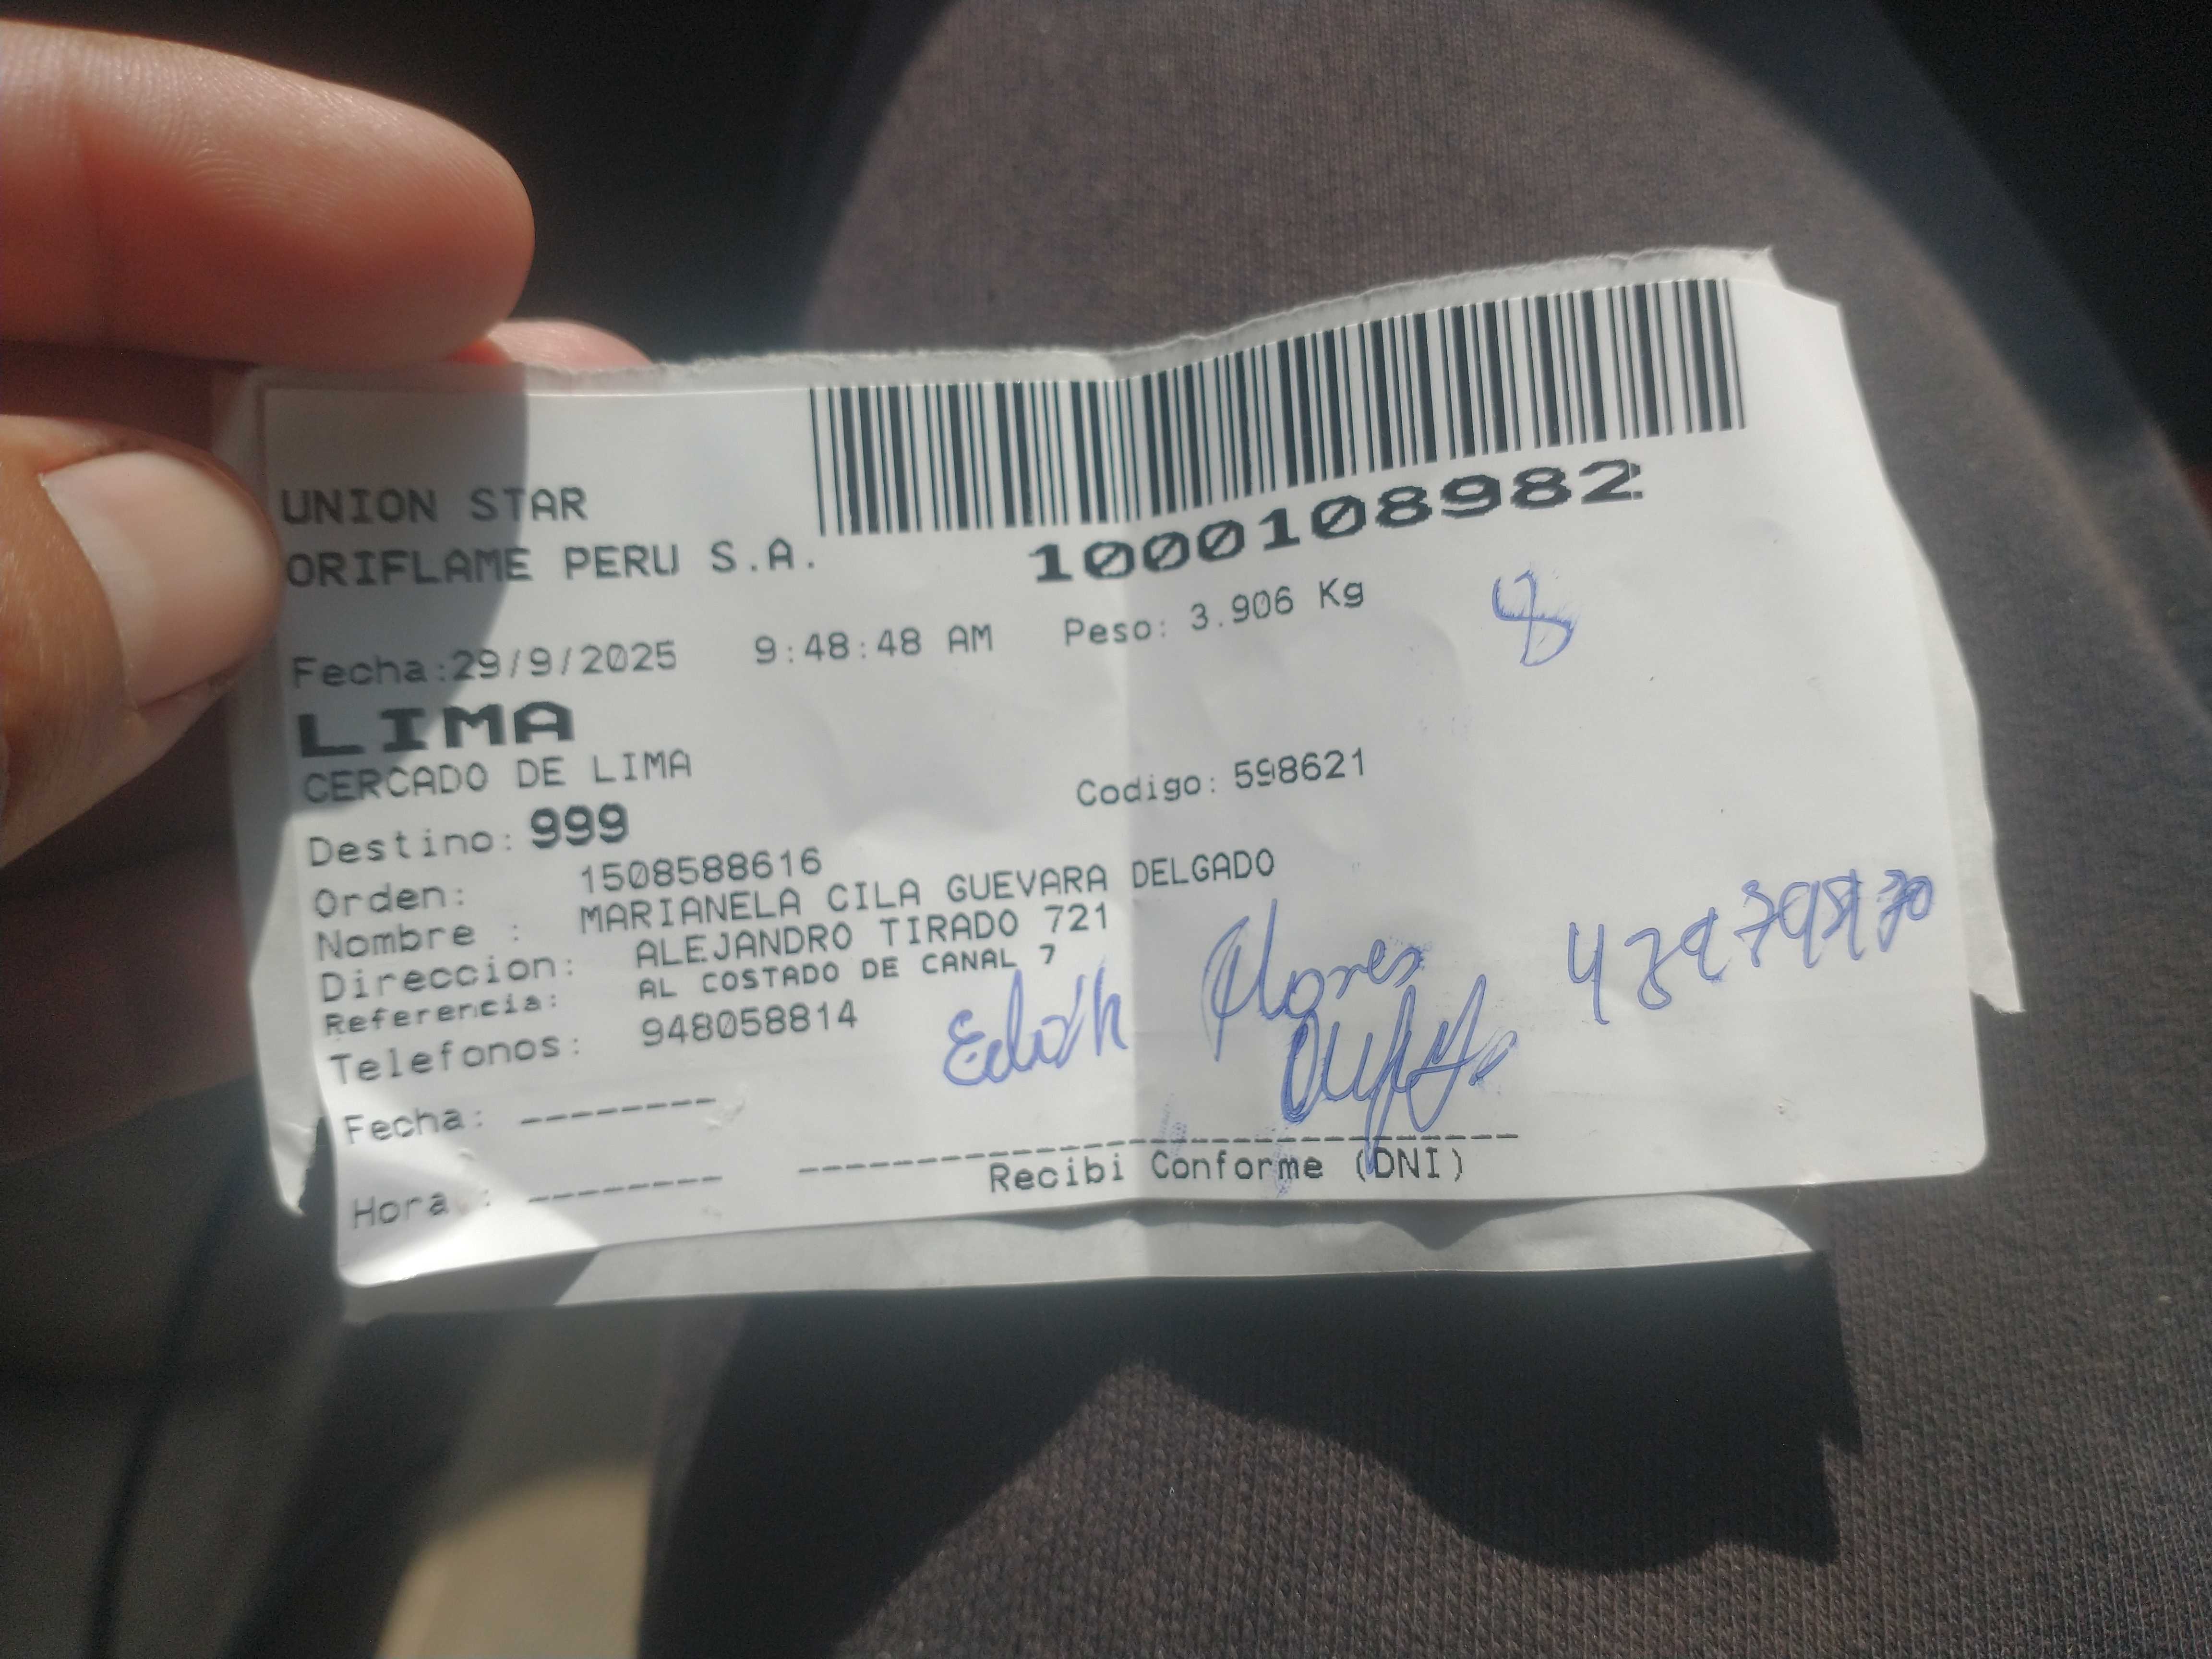 UNION STAR
ORIFLAME PERU S.A.
1000108982
Fecha:29/9/2025 9:48:48 AM Peso: 3.906 Kg
8
LIMA
CERCADO DE LIMA
Codigo: 598621
Destino: 999
Orden: 1508588616
Nombre : MARIANELA CILA GUEVARA DELGADO
Direccion: ALEJANDRO TIRADO 721
Referencia: AL COSTADO DE CANAL 7
Telefonos: 948058814
Edith Flores
Fecha: --------
Hora : --------
Recibi Conforme (DNI)